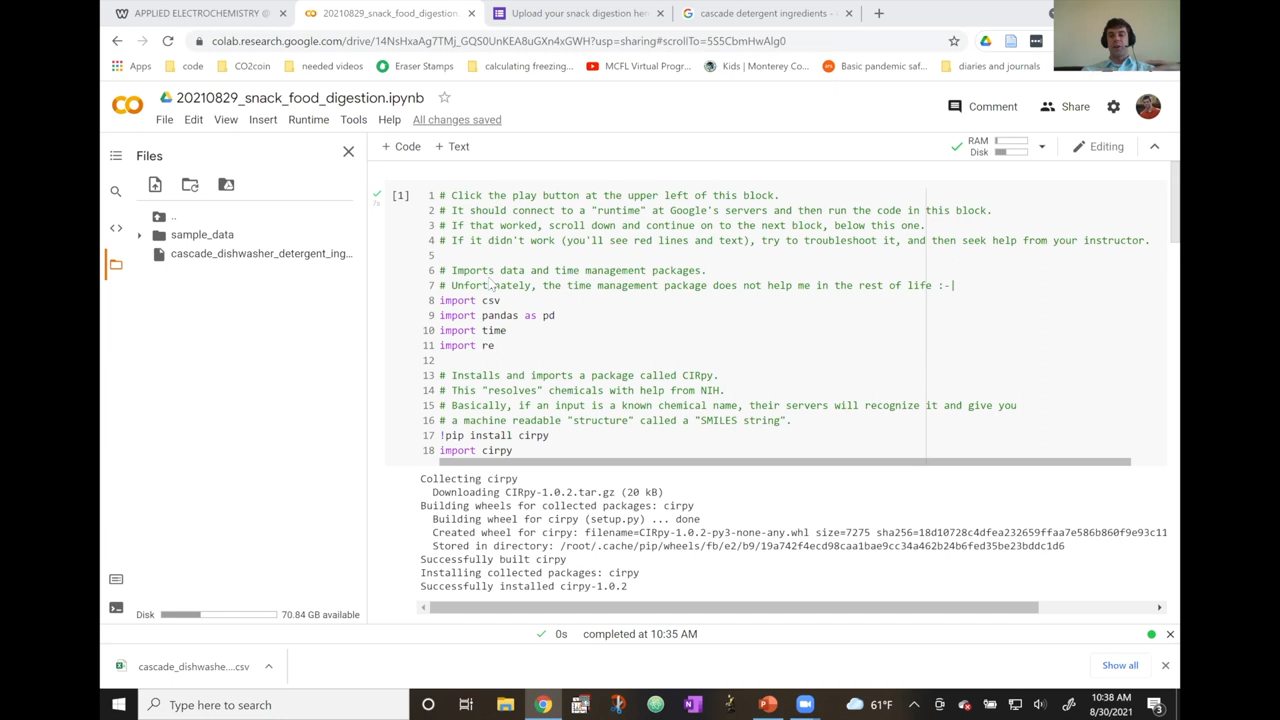 APPLIED ELECTROCHEMISTRY @
20210829_snack_food_digestion.
Upload your snack digestion her
cascade detergent ingredients -
colab.research.google.com/drive/14NsHxaAg7TMj_GQS0UnKEA8uGXn4xGWH?usp=sharing#scrollTo=5S5CbmHwAlg0
Apps
code
CO2coin
needed videos
Eraser Stamps
calculating freezing...
MCFL Virtual Progr...
Kids | Monterey Co...
Basic pandemic saf...
diaries and journals
20210829_snack_food_digestion.ipynb
Comment
Share
File Edit View Insert Runtime Tools Help All changes saved
Files
+ Code + Text
RAM
Disk
Editing
..
sample_data
cascade_dishwasher_detergent_ing...
[1]
1 # Click the play button at the upper left of this block.
2 # It should connect to a "runtime" at Google's servers and then run the code in this block.
3 # If that worked, scroll down and continue on to the next block, below this one.
4 # If it didn't work (you'll see red lines and text), try to troubleshoot it, and then seek help from your instructor.
5
6 # Imports data and time management packages.
7 # Unfortunately, the time management package does not help me in the rest of life :-|
8 import csv
9 import pandas as pd
10 import time
11 import re
12
13 # Installs and imports a package called CIRpy.
14 # This "resolves" chemicals with help from NIH.
15 # Basically, if an input is a known chemical name, their servers will recognize it and give you
16 # a machine readable "structure" called a "SMILES string".
17 !pip install cirpy
18 import cirpy
Collecting cirpy
Downloading CIRpy-1.0.2.tar.gz (20 kB)
Building wheels for collected packages: cirpy
Building wheel for cirpy (setup.py) ... done
Created wheel for cirpy: filename=CIRpy-1.0.2-py3-none-any.whl size=7275 sha256=18d10728c4dfea232659ffaa7e586b860f9e93c11
Stored in directory: /root/.cache/pip/wheels/fb/e2/b9/19a742f4ecd98caa1bae9cc34a462b24b6fed35be23bddc1d6
Successfully built cirpy
Installing collected packages: cirpy
Successfully installed cirpy-1.0.2
Disk
70.84 GB available
0s completed at 10:35 AM
cascade_dishwashe....csv
Show all
Type here to search
61°F
10:38 AM
8/30/2021
3